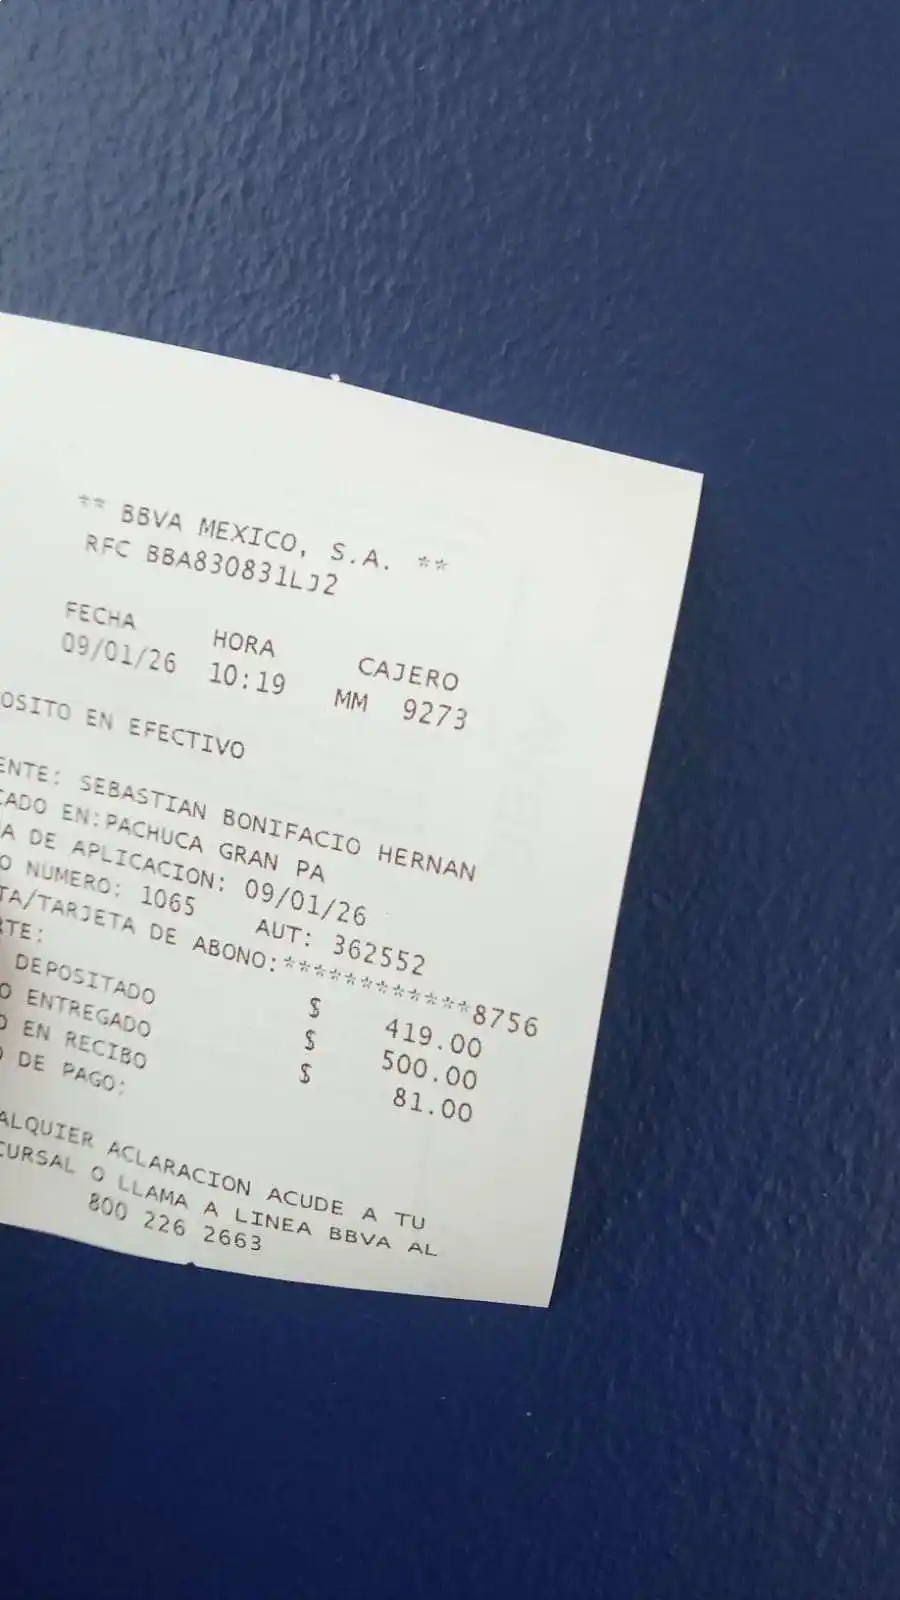 ** BBVA MEXICO, S.A. **
RFC BBA830831LJ2
FECHA HORA CAJERO
09/01/26 10:19 MM 9273
OSITO EN EFECTIVO
ENTE: SEBASTIAN BONIFACIO HERNAN
CADO EN:PACHUCA GRAN PA
A DE APLICACION: 09/01/26
O NUMERO: 1065 AUT: 362552
TA/TARJETA DE ABONO:************8756
RTE:
DEPOSITADO $ 419.00
O ENTREGADO $ 500.00
O EN RECIBO $ 81.00
O DE PAGO:
ALQUIER ACLARACION ACUDE A TU
CURSAL O LLAMA A LINEA BBVA AL
800 226 2663